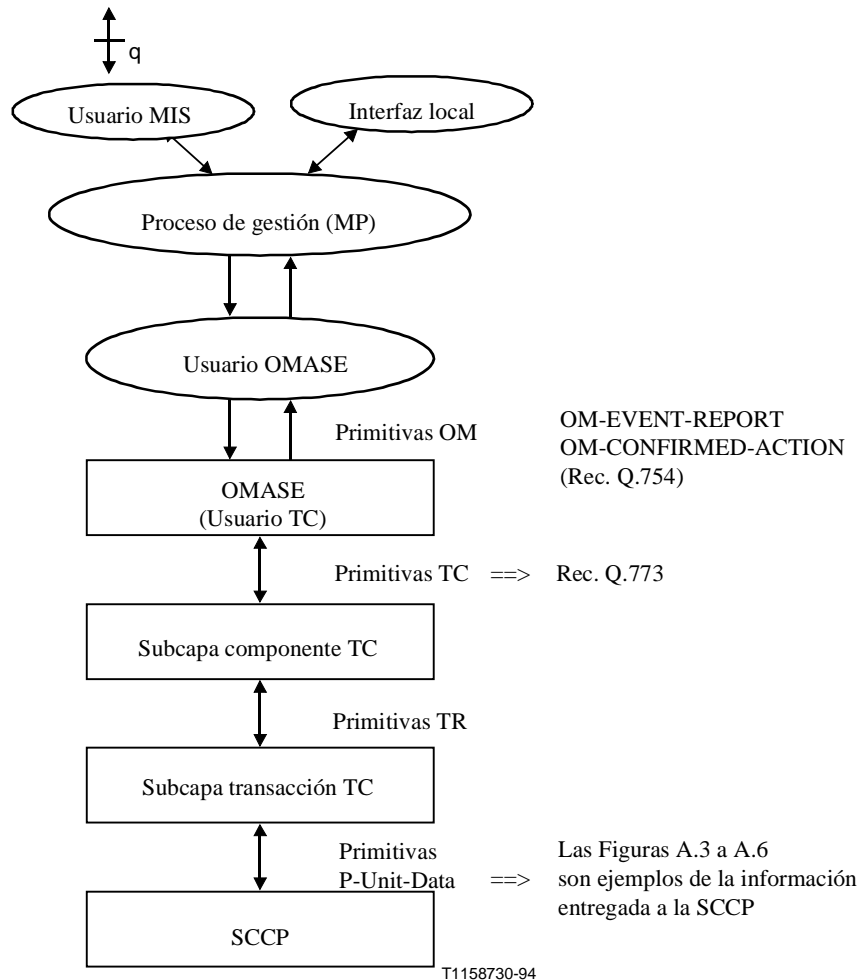 q
Usuario MIS
Interfaz local
Proceso de gestión (MP)
Usuario OMASE
Primitivas OM
OM-EVENT-REPORT
OM-CONFIRMED-ACTION
(Rec. Q.754)
OMASE
(Usuario TC)
Primitivas TC ==> Rec. Q.773
Subcapa componente TC
Primitivas TR
Subcapa transacción TC
Primitivas
P-Unit-Data ==>
Las Figuras A.3 a A.6
son ejemplos de la información
entregada a la SCCP
SCCP
T1158730-94